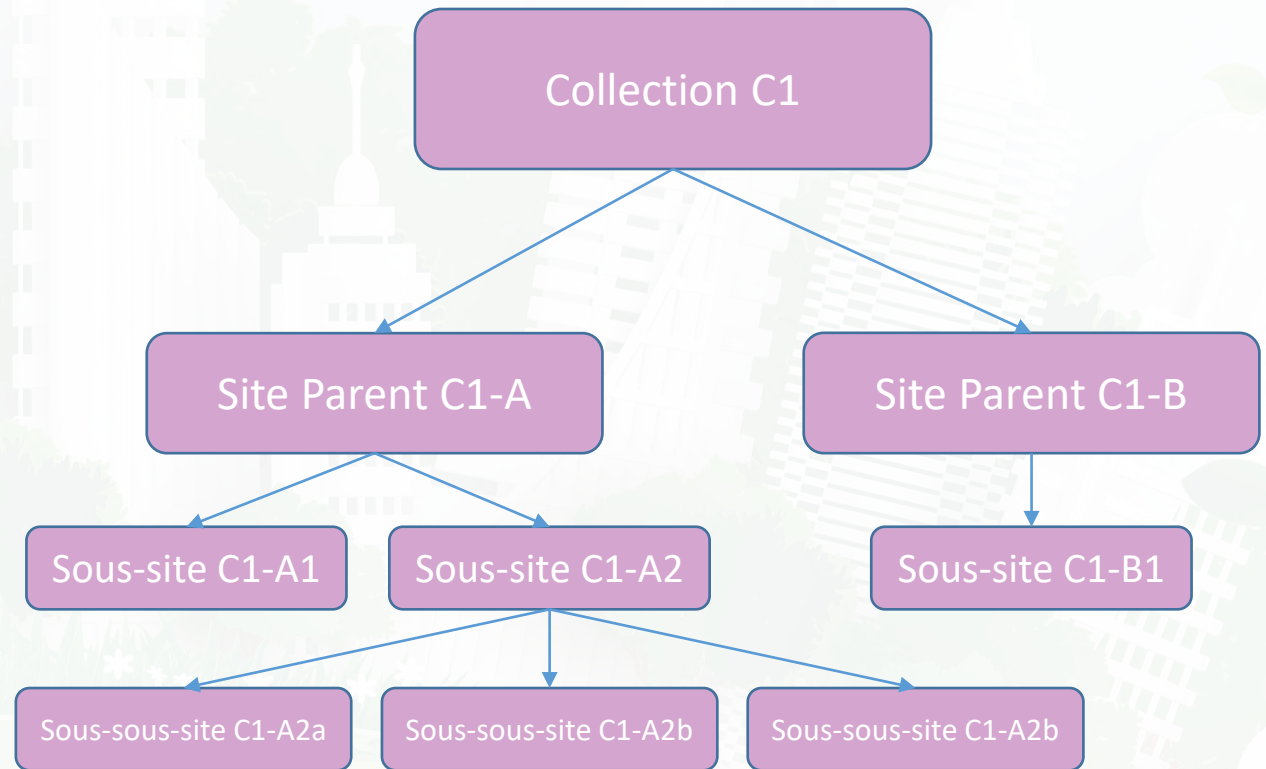 Collection C1
Site Parent C1-A
Site Parent C1-B
Sous-site C1-A1
Sous-site C1-A2
Sous-site C1-B1
Sous-sous-site C1-A2a
Sous-sous-site C1-A2b
Sous-sous-site C1-A2b